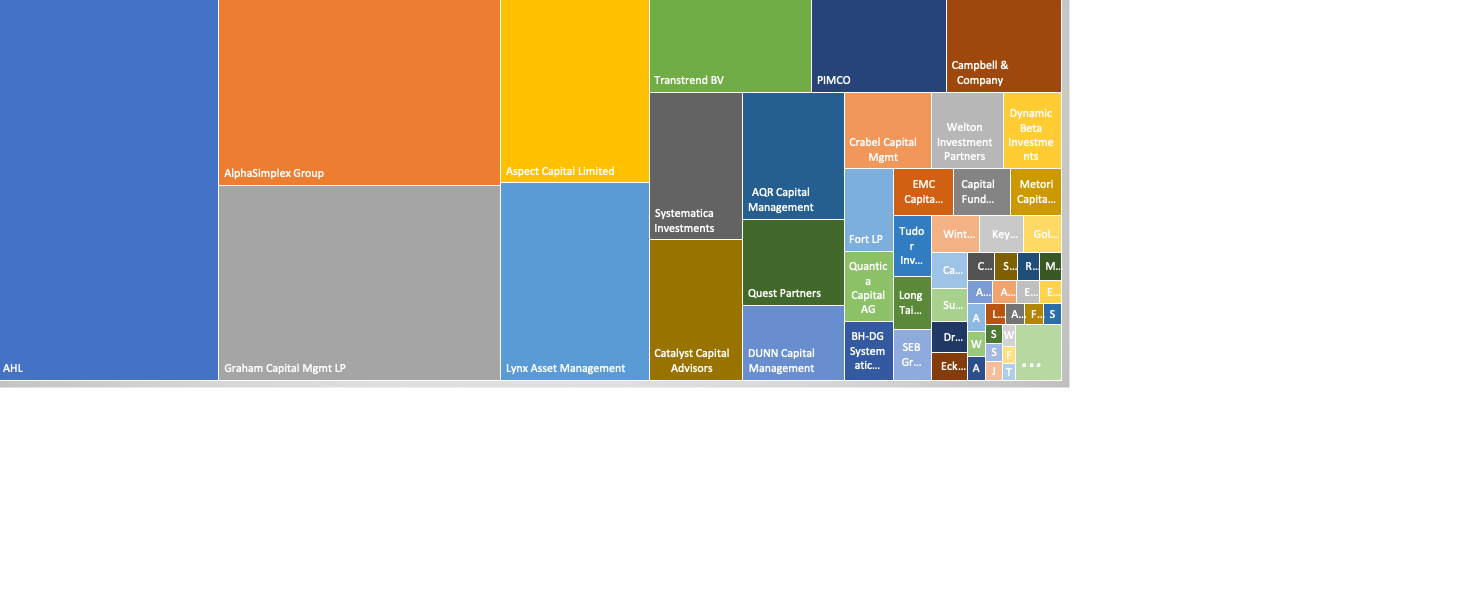 AHL
AlphaSimplex Group
Graham Capital Mgmt LP
Aspect Capital Limited
Lynx Asset Management
Transtrend BV
PIMCO
Campbell &
Company
Systematica
Investments
Catalyst Capital
Advisors
AQR Capital
Management
Quest Partners
DUNN Capital
Management
Crabel Capital
Mgmt
Welton
Investment
Partners
Dynamic
Beta
Investme
nts
Fort LP
Quantic
a
Capital
AG
BH-DG
System
atic...
EMC
Capita...
Capital
Fund...
Metori
Capita...
Tudo
r
Inv...
Long
Tai...
SEB
Gr...
Wint...
Key...
Gol...
Ca...
Su...
Dr...
Eck...
C...
S...
R...
M...
A...
A...
E...
E...
A
W
A
L...
A...
F...
S
S
S
J
W
F
T
...